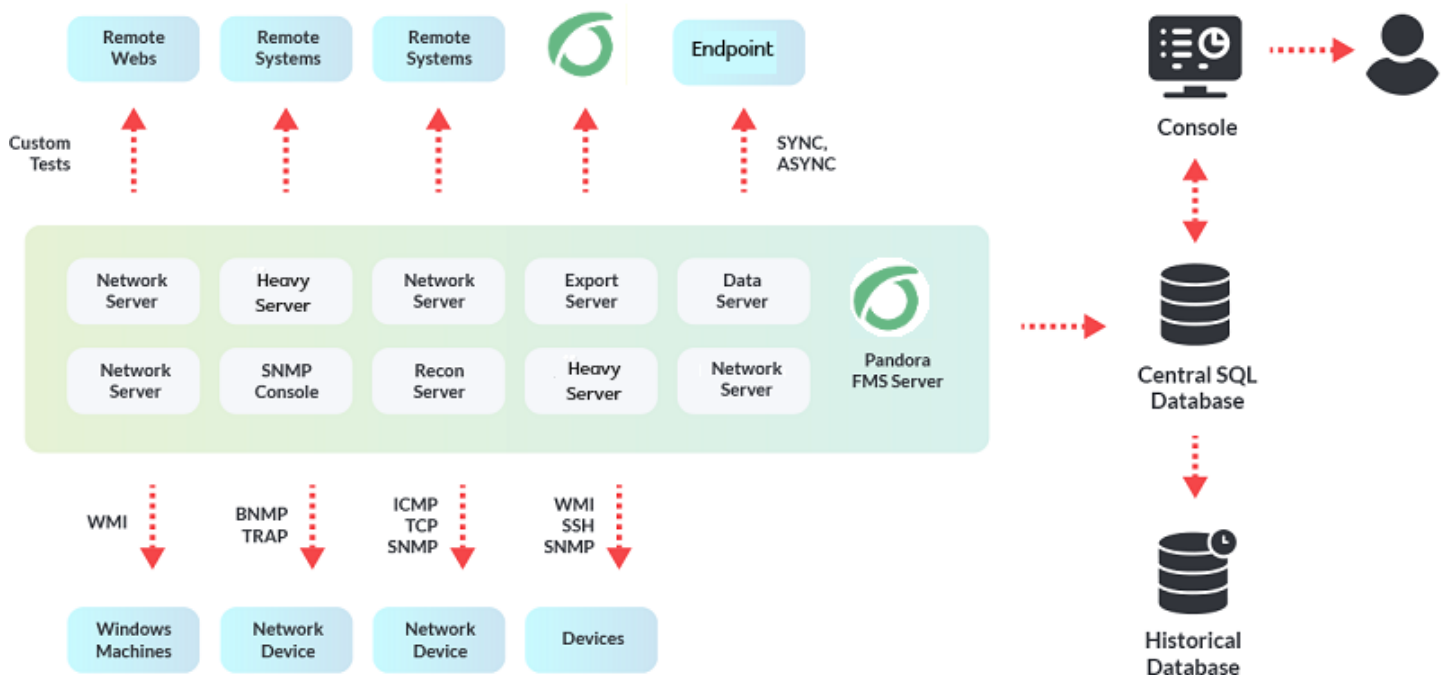 Remote
Webs
Remote
Systems
Remote
Systems
Endpoint
Custom
Tests
SYNC,
ASYNC
Network
Server
Heavy
Server
Network
Server
Export
Server
Data
Server
Network
Server
SNMP
Console
Recon
Server
Heavy
Server
Network
Server
Pandora
FMS Server
WMI
BNMP
TRAP
ICMP
TCP
SNMP
WMI
SSH
SNMP
Windows
Machines
Network
Device
Network
Device
Devices
Console
Central SQL
Database
Historical
Database